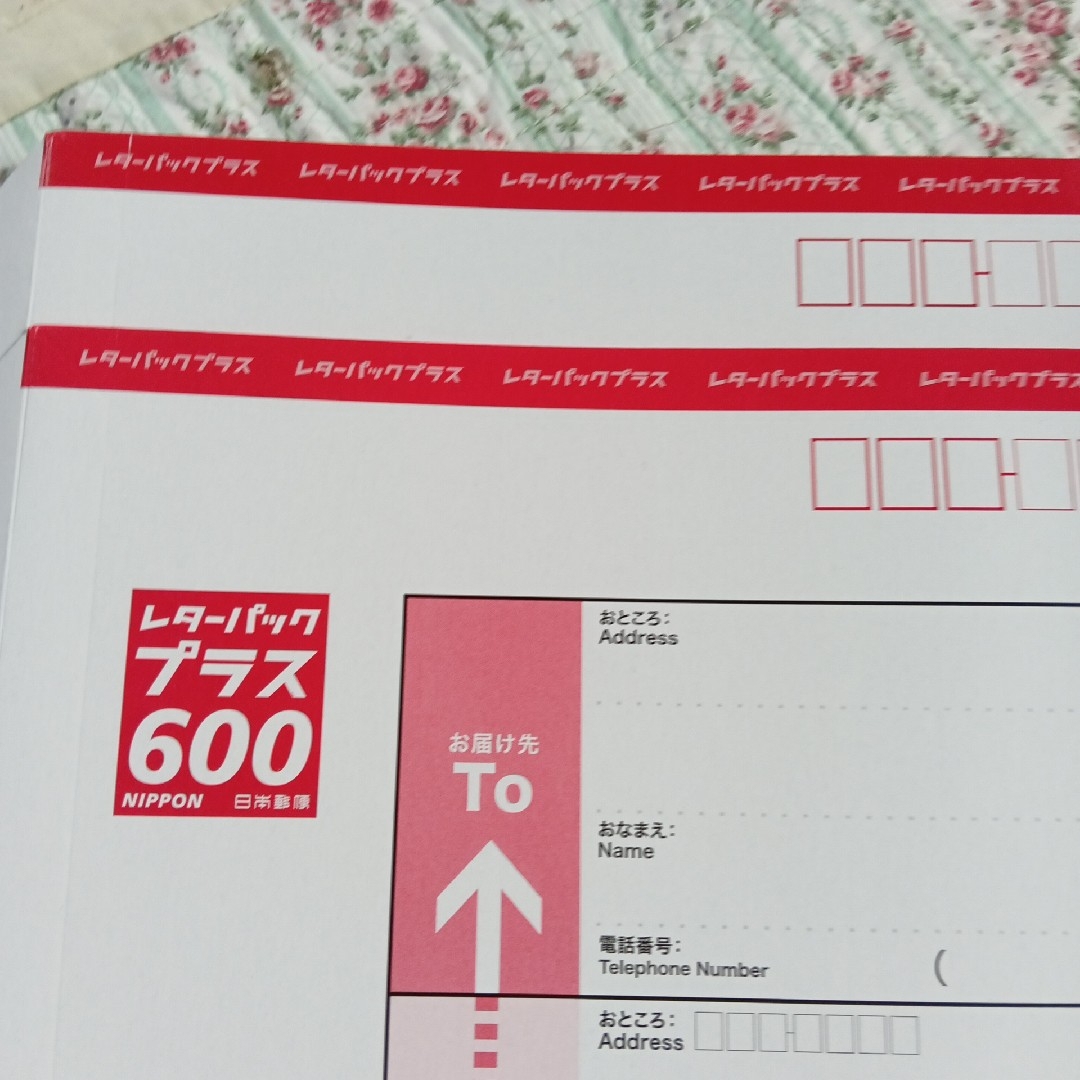 レターパックプラス レターパックプラス レターパックプラス レターパックプラス レターパックプラス
レターパックプラス レターパックプラス レターパックプラス レターパックプラス レターパックプラス
レターパック
プラス
600
NIPPON 日本郵便
お届け先
To
おところ:
Address
おなまえ:
Name
電話番号:
Telephone Number (
おところ:
Address